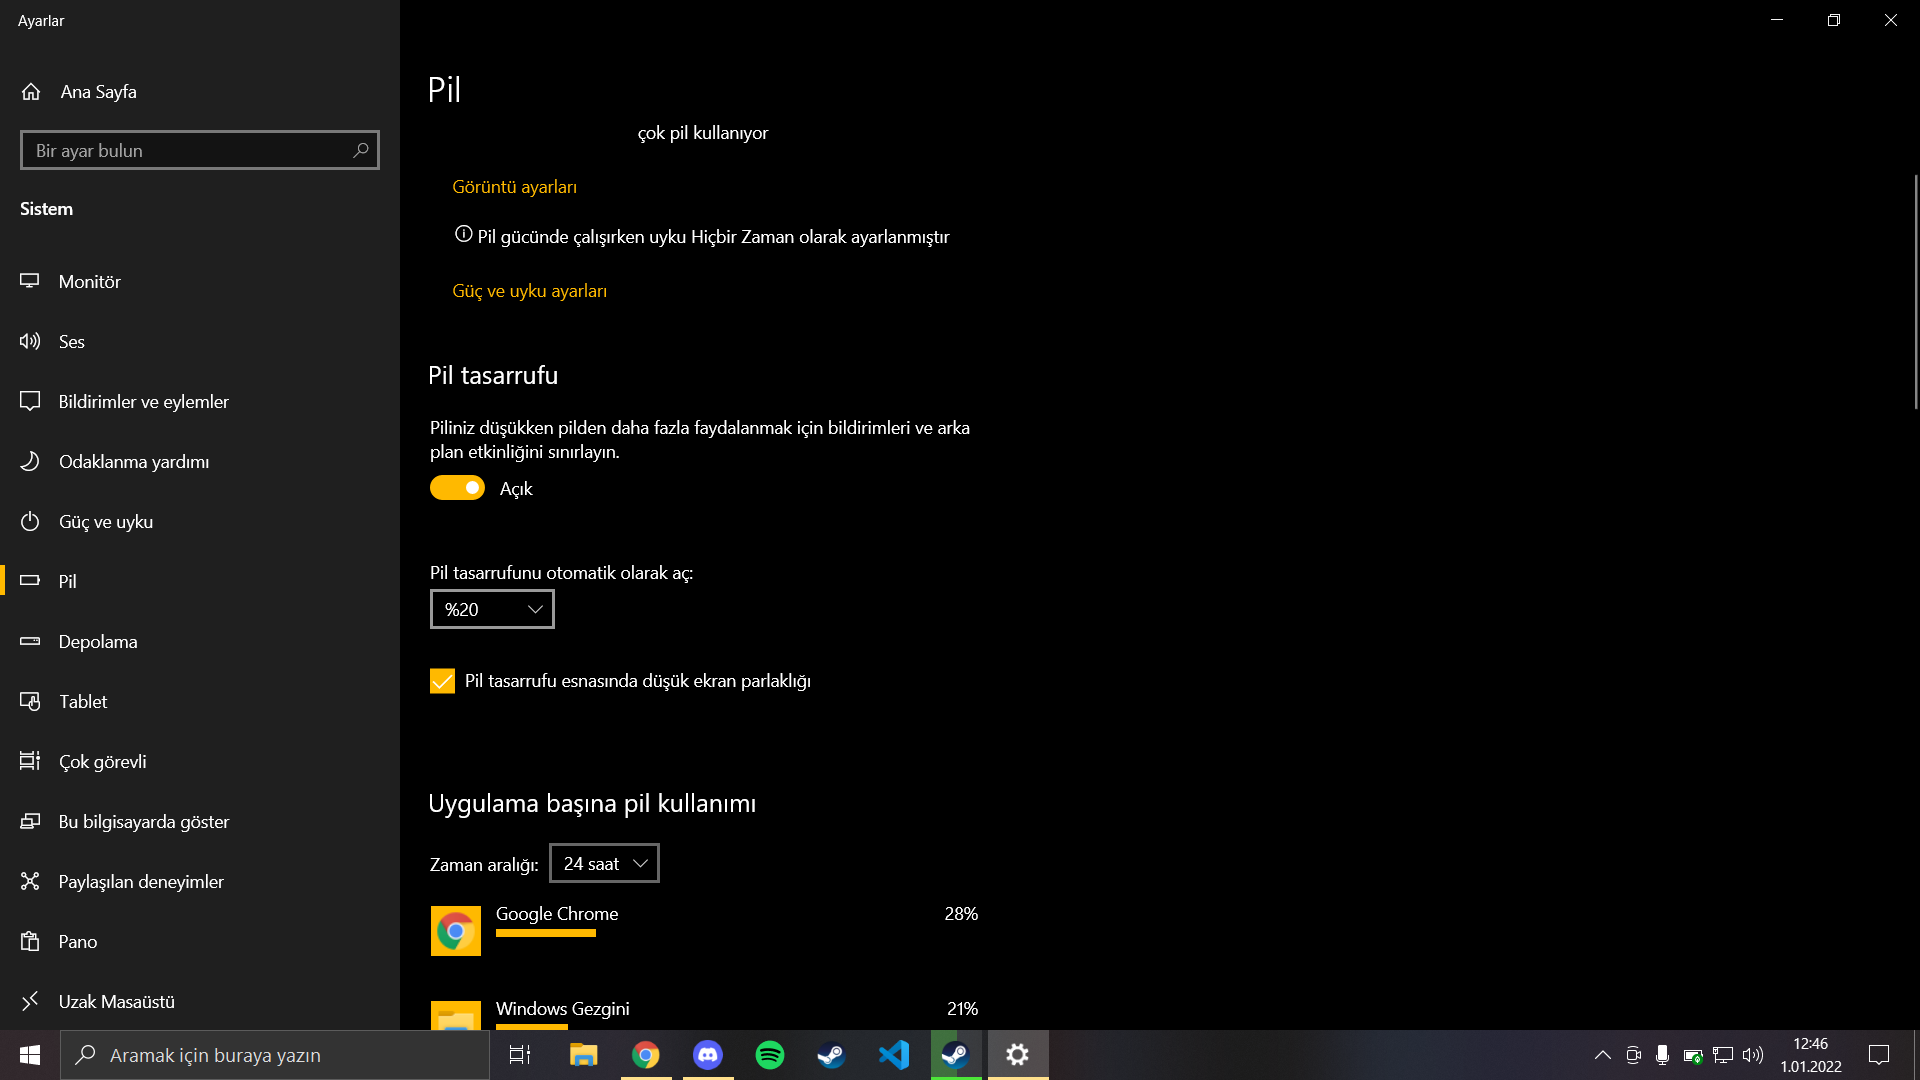 Ayarlar
Ana Sayfa
Bir ayar bulun
Sistem
Monitör
Ses
Bildirimler ve eylemler
Odaklanma yardımı
Güç ve uyku
Pil
Depolama
Tablet
Çok görevli
Bu bilgisayarda göster
Paylaşılan deneyimler
Pano
Uzak Masaüstü
Pil
çok pil kullanıyor
Görüntü ayarları
Pil gücünde çalışırken uyku Hiçbir Zaman olarak ayarlanmıştır
Güç ve uyku ayarları
Pil tasarrufu
Piliniz düşükken pilden daha fazla faydalanmak için bildirimleri ve arka
plan etkinliğini sınırlayın.
Açık
Pil tasarrufunu otomatik olarak aç:
%20
Pil tasarrufu esnasında düşük ekran parlaklığı
Uygulama başına pil kullanımı
Zaman aralığı: 24 saat
Google Chrome 28%
Windows Gezgini 21%
Aramak için buraya yazın
12:46
1.01.2022